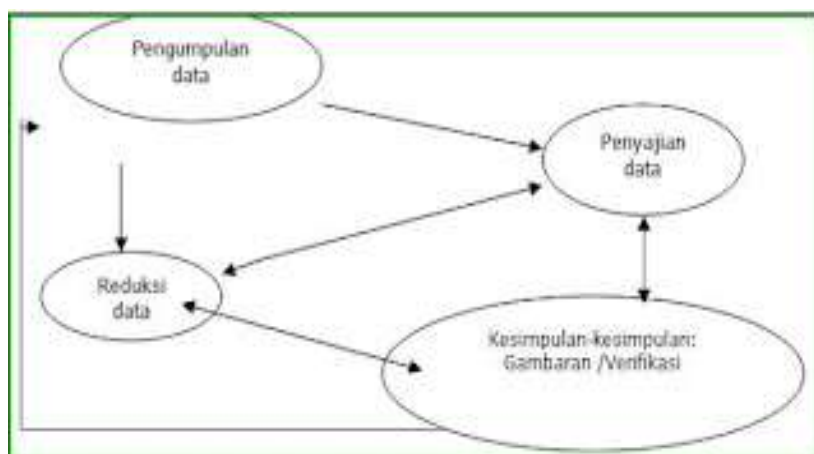 Pengumpulan
data
Penyajian
data
Reduksi
data
Kesimpulan-kesimpulan:
Gambaran /Verifikasi